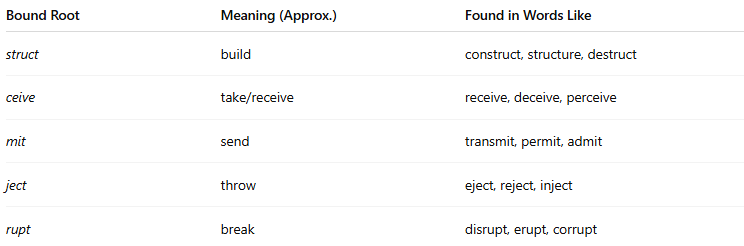 Bound Root Meaning (Approx.) Found in Words Like
struct build construct, structure, destruct
ceive take/receive receive, deceive, perceive
mit send transmit, permit, admit
ject throw eject, reject, inject
rupt break disrupt, erupt, corrupt